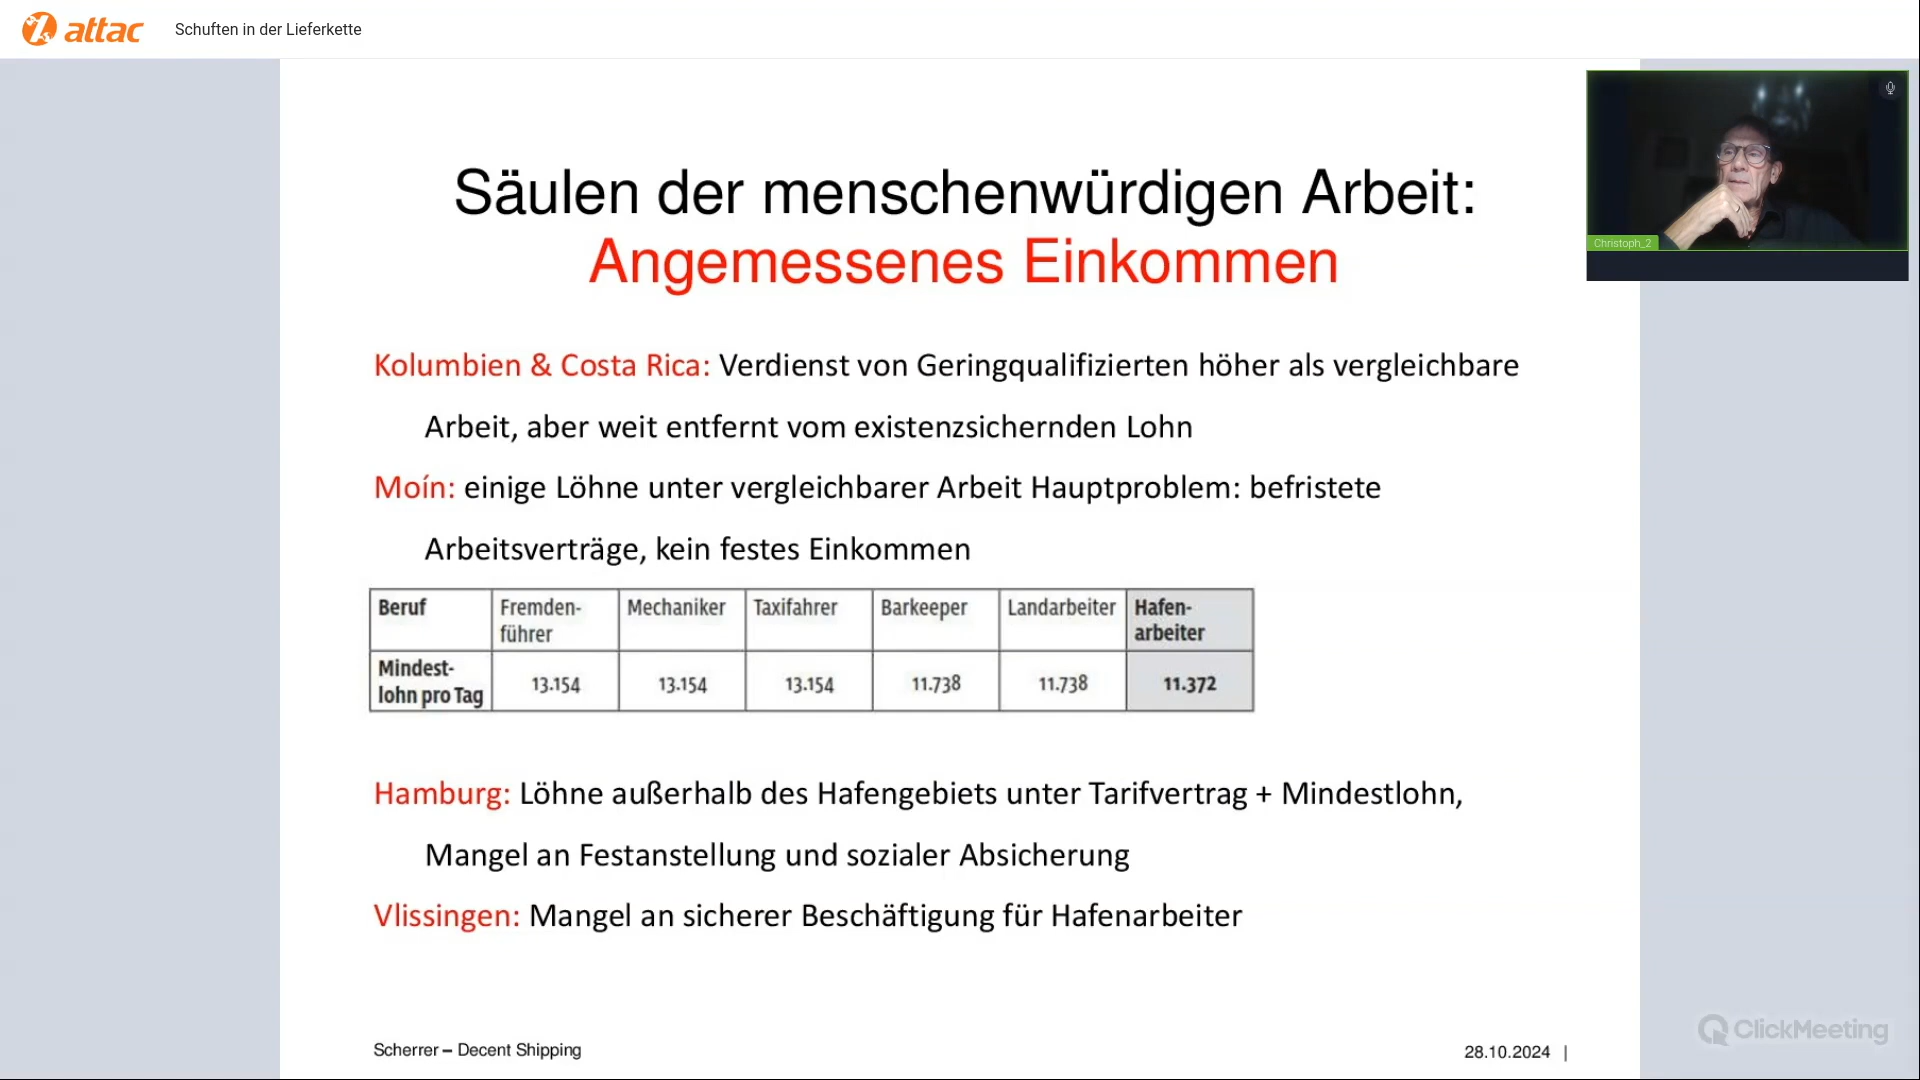 attac
Schuften in der Lieferkette
Säulen der menschenwürdigen Arbeit:
Angemessenes Einkommen
Christoph_2
Kolumbien & Costa Rica: Verdienst von Geringqualifizierten höher als vergleichbare
Arbeit, aber weit entfernt vom existenzsichernden Lohn
Moín: einige Löhne unter vergleichbarer Arbeit Hauptproblem: befristete
Arbeitsverträge, kein festes Einkommen
Beruf Fremden- Mechaniker Taxifahrer Barkeeper Landarbeiter Hafen-
führer arbeiter
Mindest-
lohn pro Tag 13.154 13.154 13.154 11.738 11.738 11.372
Hamburg: Löhne außerhalb des Hafengebiets unter Tarifvertrag + Mindestlohn,
Mangel an Festanstellung und sozialer Absicherung
Vlissingen: Mangel an sicherer Beschäftigung für Hafenarbeiter
Scherrer – Decent Shipping
28.10.2024 |
ClickMeeting